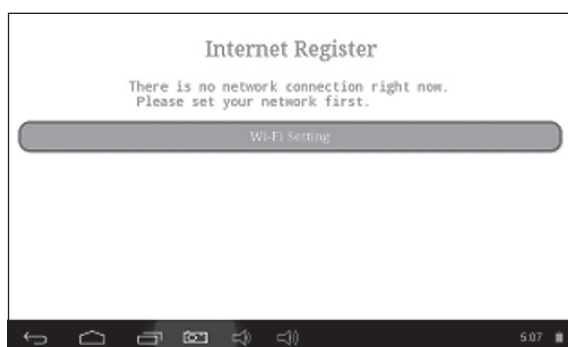 Internet Register
There is no network connection right now.
Please set your network first.
Wi-Fi Setting
5:07